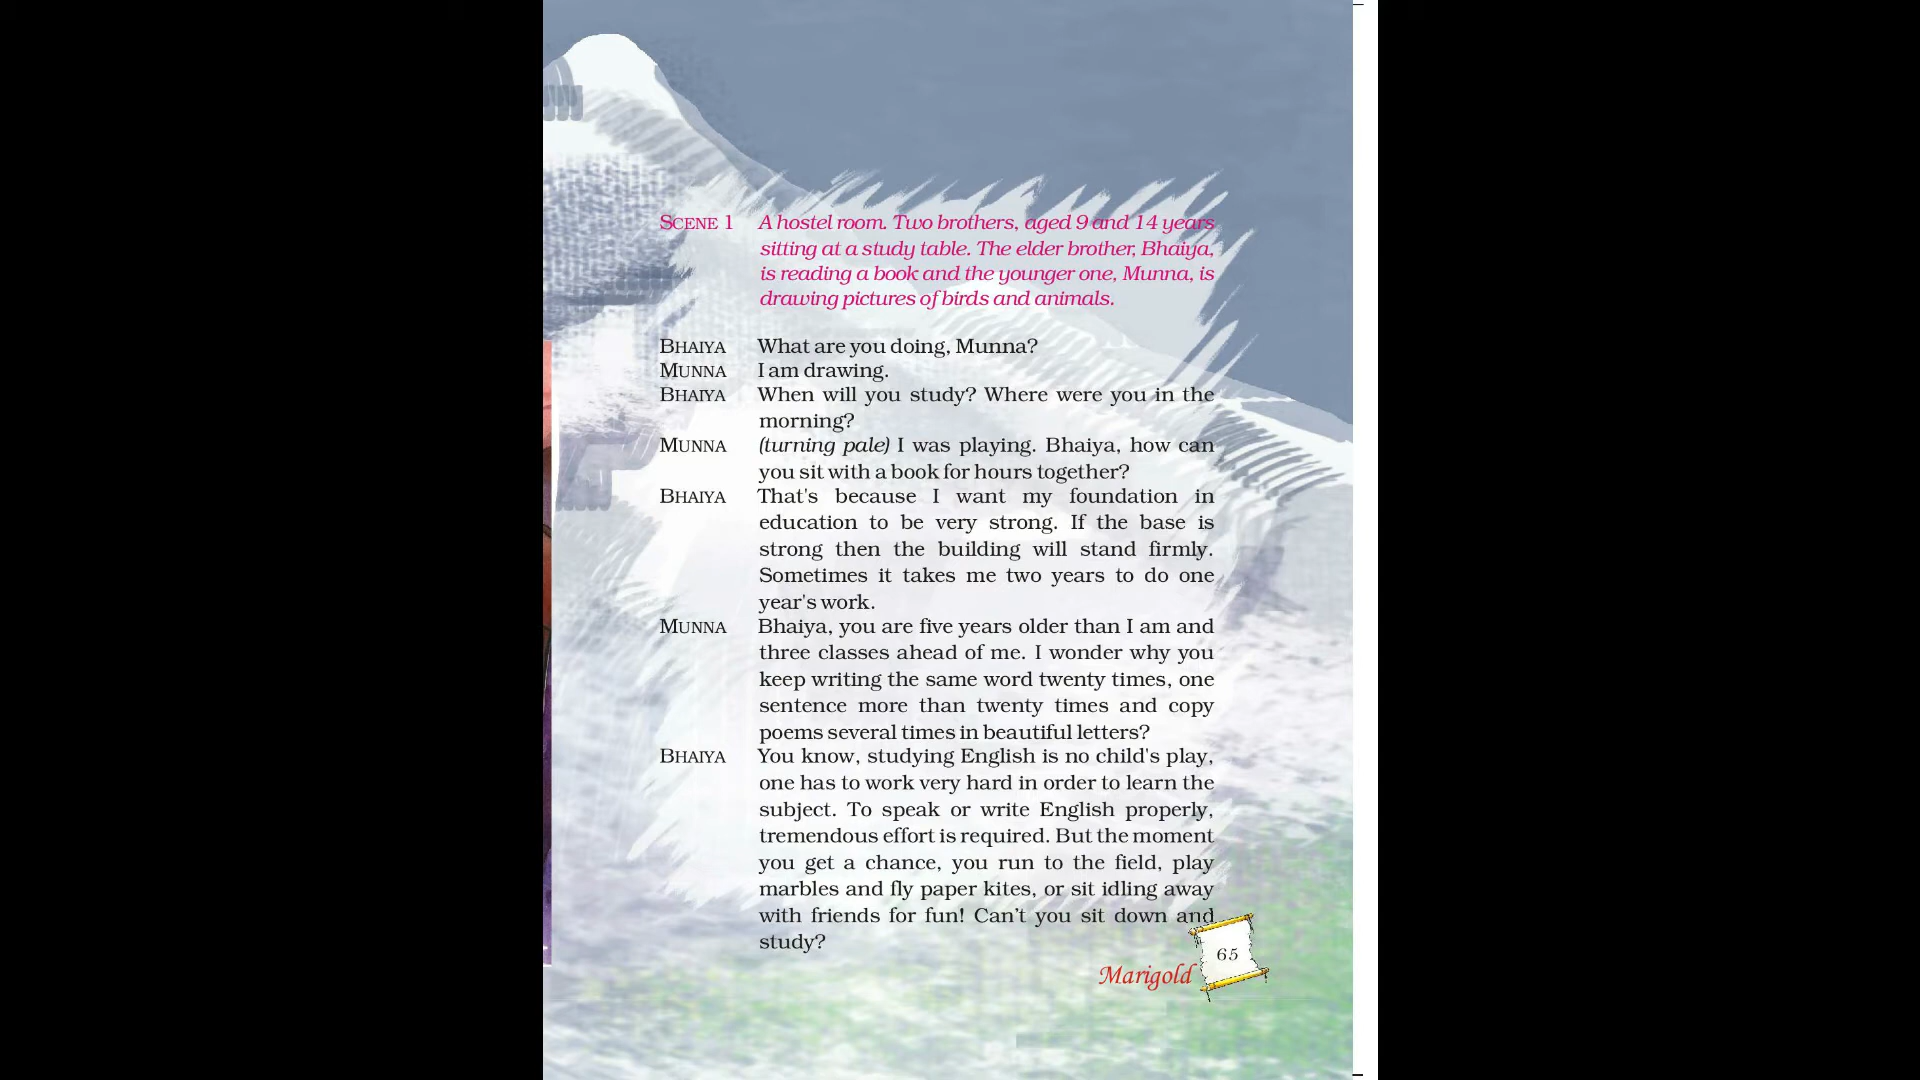 SCENE 1 A hostel room. Two brothers, aged 9 and 14 years
sitting at a study table. The elder brother, Bhaiya,
is reading a book and the younger one, Munna, is
drawing pictures of birds and animals.
BHAIYA What are you doing, Munna?
MUNNA I am drawing.
BHAIYA When will you study? Where were you in the
morning?
MUNNA (turning pale) I was playing. Bhaiya, how can
you sit with a book for hours together?
BHAIYA That's because I want my foundation in
education to be very strong. If the base is
strong then the building will stand firmly.
Sometimes it takes me two years to do one
year's work.
MUNNA Bhaiya, you are five years older than I am and
three classes ahead of me. I wonder why you
keep writing the same word twenty times, one
sentence more than twenty times and copy
poems several times in beautiful letters?
BHAIYA You know, studying English is no child's play,
one has to work very hard in order to learn the
subject. To speak or write English properly,
tremendous effort is required. But the moment
you get a chance, you run to the field, play
marbles and fly paper kites, or sit idling away
with friends for fun! Can’t you sit down and
study?
65
Marigold